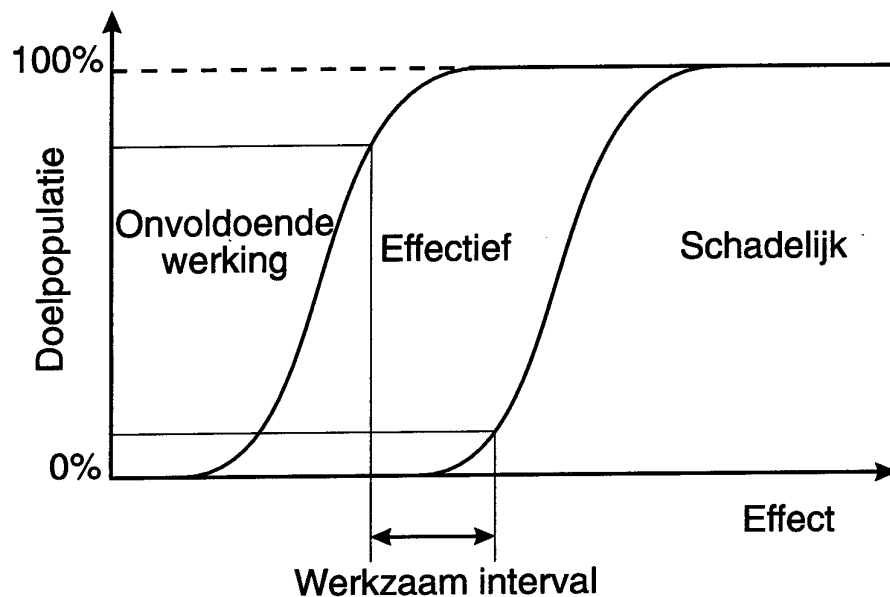 100%
Doelpopulatie
Onvoldoende
werking
Effectief
Schadelijk
0%
Effect
Werkzaam interval